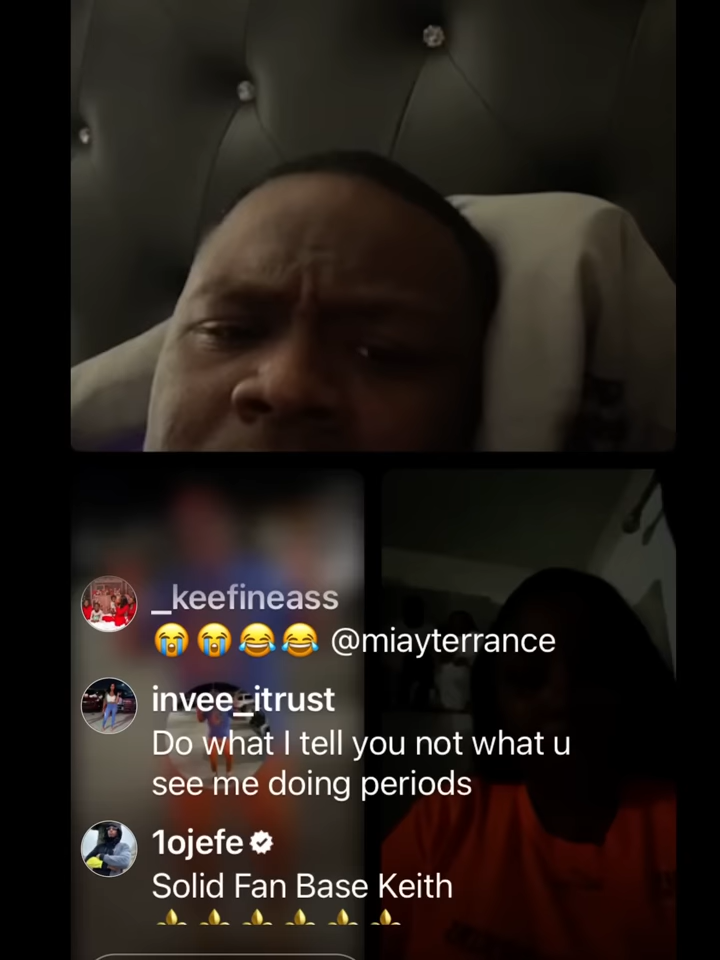 _keefineass
😭😭😂😂 @miayterrance
invee_itrust
Do what I tell you not what u
see me doing periods
1ojefe
Solid Fan Base Keith
⚜⚜⚜⚜⚜⚜